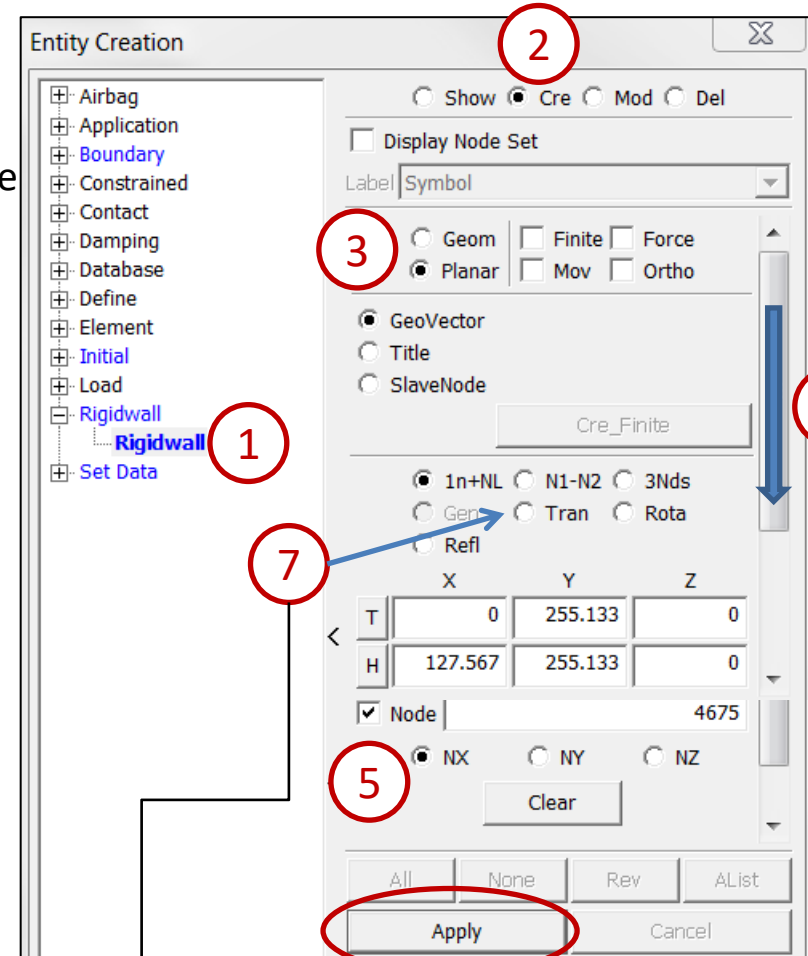 Entity Creation
2
e
Airbag
Application
Boundary
Constrained
Contact
Damping
Database
Define
Element
Initial
Load
Rigidwall
Rigidwall
1
Set Data
Show Cre Mod Del
Display Node Set
Label Symbol
3
Geom Finite Force
Planar Mov Ortho
GeoVector
Title
SlaveNode
Cre_Finite
1n+NL N1-N2 3Nds
Tran Rota
Refl
7
X Y Z
T 0 255.133 0
<
H 127.567 255.133 0
Node 4675
5
NX NY NZ
Clear
All None Rev AList
Apply Cancel